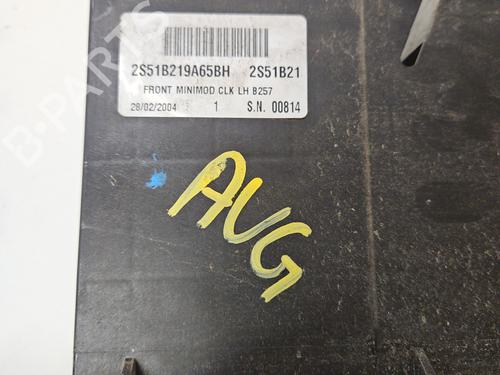 2S51B219A65BH 2S51B21
FRONT MINIMOD CLK LH B257
28/02/2004 1 S.N. 00814
AVG
B-PARTS